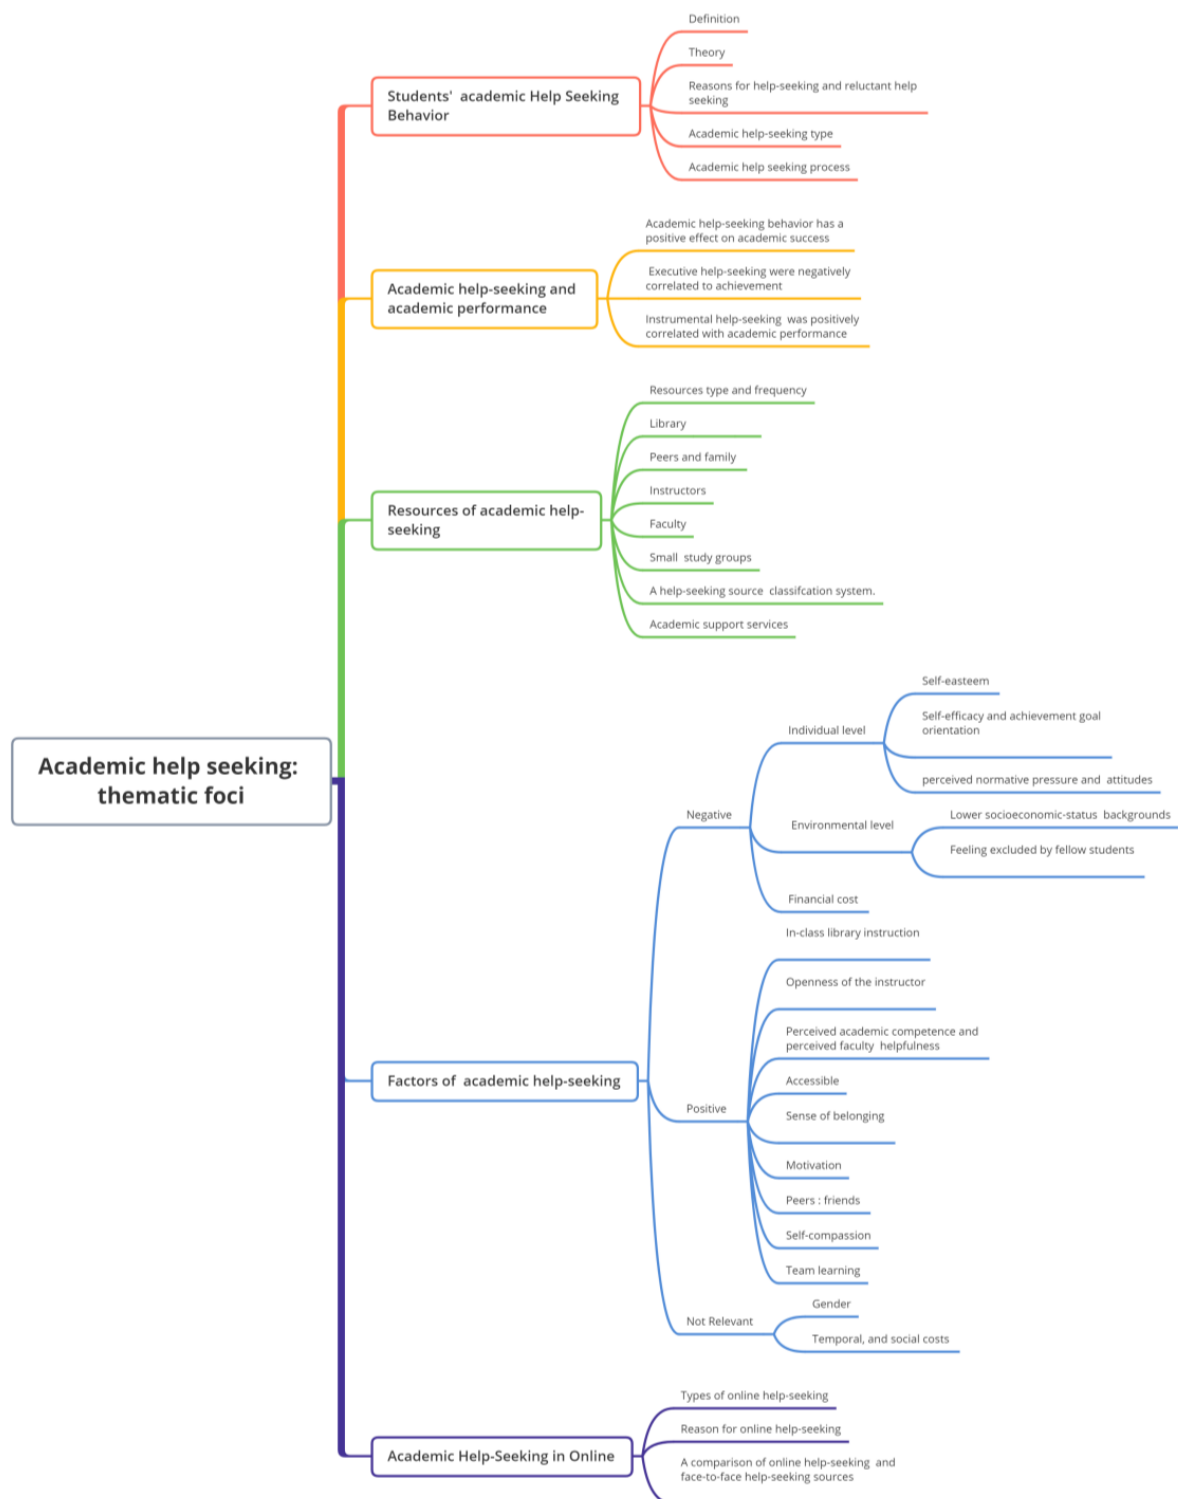 Academic help seeking:
thematic foci
Students' academic Help Seeking
Behavior
Definition
Theory
Reasons for help-seeking and reluctant help
seeking
Academic help-seeking type
Academic help seeking process
Academic help-seeking and
academic performance
Academic help-seeking behavior has a
positive effect on academic success
Executive help-seeking were negatively
correlated to achievement
Instrumental help-seeking was positively
correlated with academic performance
Resources of academic help-
seeking
Resources type and frequency
Library
Peers and family
Instructors
Faculty
Small study groups
A help-seeking source classifcation system.
Academic support services
Factors of academic help-seeking
Negative
Individual level
Self-easteem
Self-efficacy and achievement goal
orientation
perceived normative pressure and attitudes
Environmental level
Lower socioeconomic-status backgrounds
Feeling excluded by fellow students
Financial cost
Positive
In-class library instruction
Openness of the instructor
Perceived academic competence and
perceived faculty helpfulness
Accessible
Sense of belonging
Motivation
Peers : friends
Self-compassion
Team learning
Not Relevant
Gender
Temporal, and social costs
Academic Help-Seeking in Online
Types of online help-seeking
Reason for online help-seeking
A comparison of online help-seeking and
face-to-face help-seeking sources